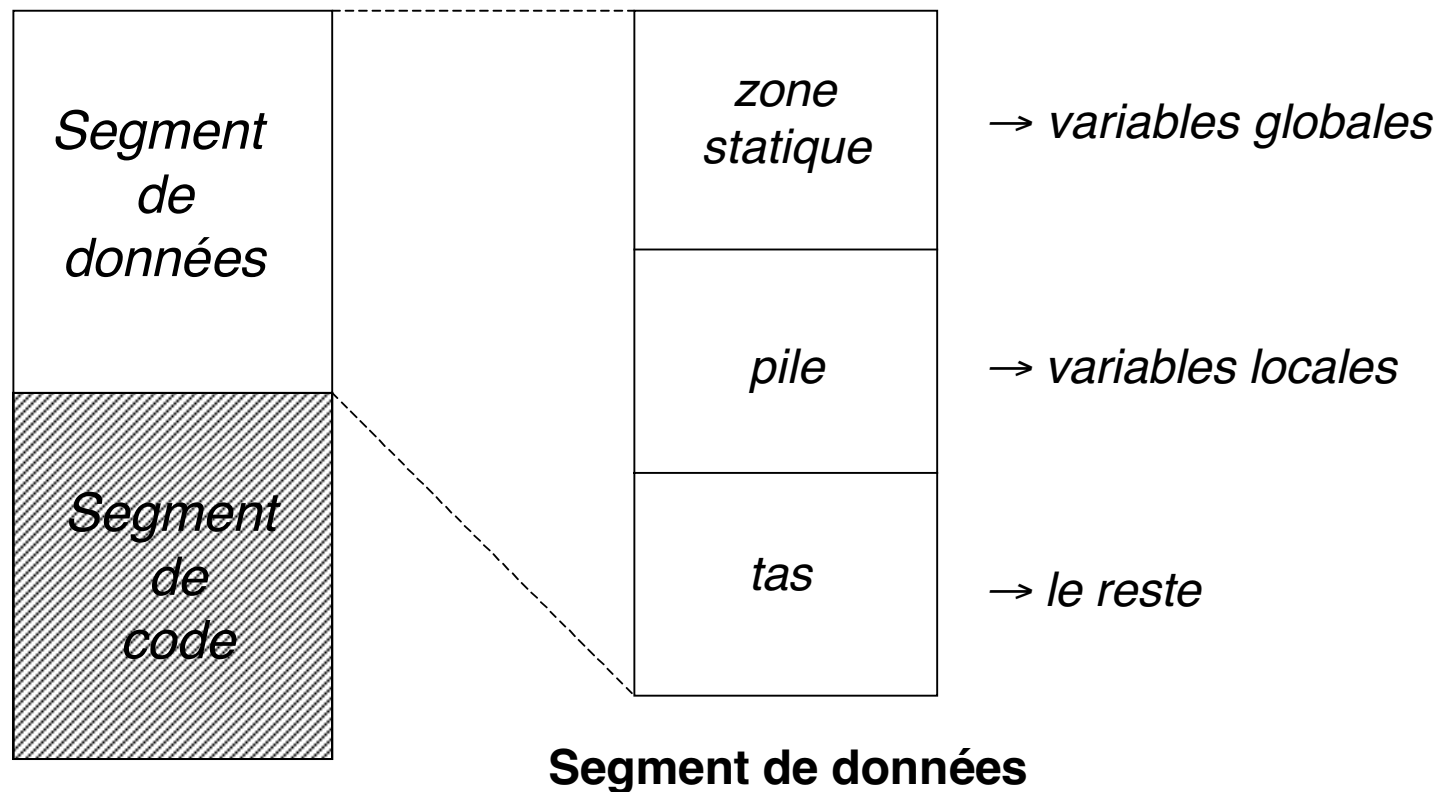 Segment
de
données
Segment
de
code
zone
statique
→ variables globales
pile
→ variables locales
tas
→ le reste
Segment de données